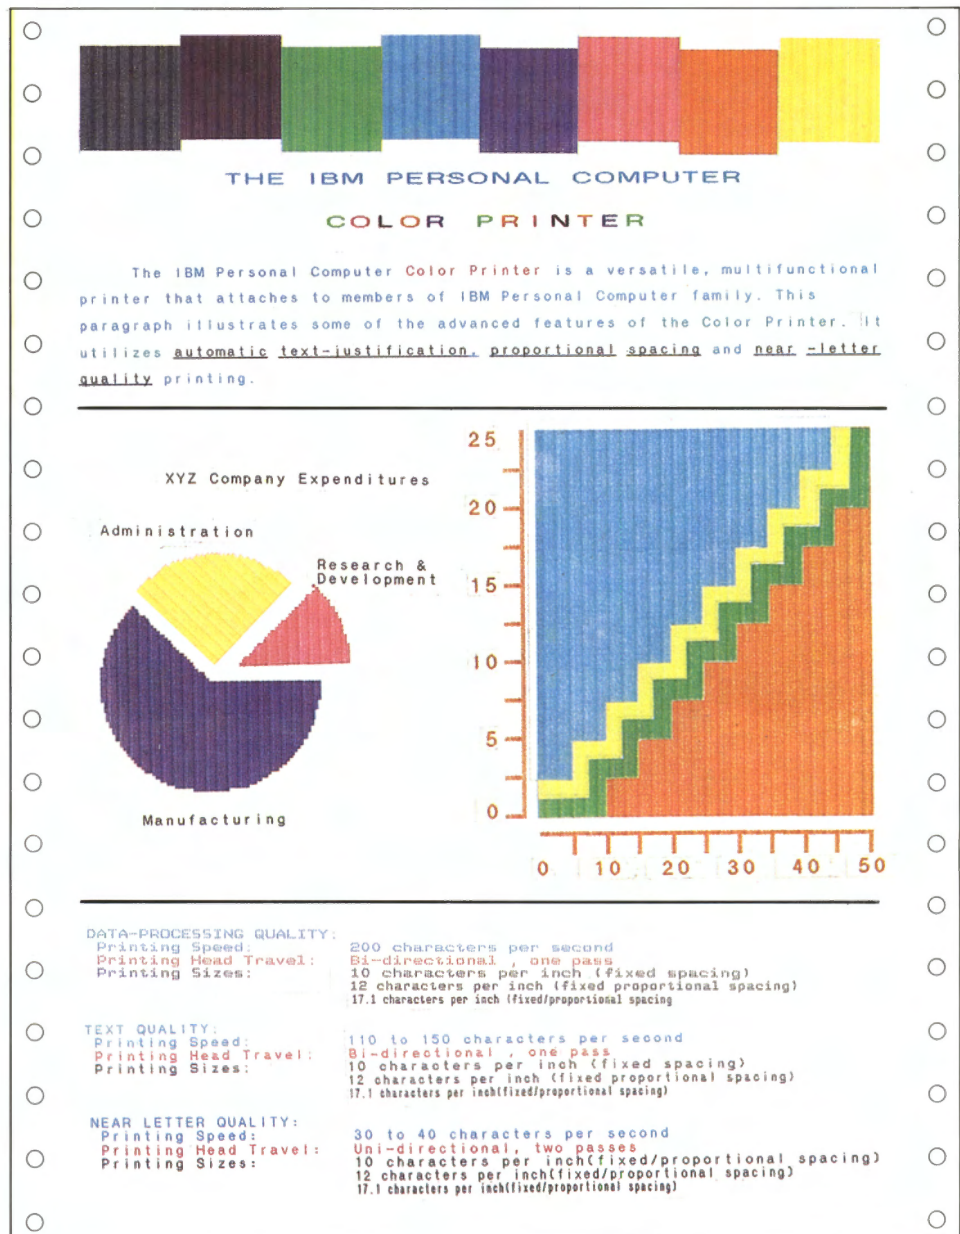 THE IBM PERSONAL COMPUTER
COLOR PRINTER
The IBM Personal Computer Color Printer is a versatile, multifunctional
printer that attaches to members of IBM Personal Computer family. This
paragraph illustrates some of the advanced features of the Color Printer. It
utilizes automatic text-justification, proportional spacing and near -letter
quality printing.
XYZ Company Expenditures
Administration
Research &
Development
Manufacturing
25
20
15
10
5
0
0 10 20 30 40 50
DATA-PROCESSING QUALITY:
Printing Speed: 200 characters per second
Printing Head Travel: Bi-directional , one pass
Printing Sizes: 10 characters per inch (fixed spacing)
12 characters per inch (fixed proportional spacing)
17.1 characters per inch (fixed/proportional spacing
TEXT QUALITY:
Printing Speed: 110 to 150 characters per second
Printing Head Travel: Bi-directional , one pass
Printing Sizes: 10 characters per inch (fixed spacing)
12 characters per inch (fixed proportional spacing)
17.1 characters per inch(fixed/proportional spacing)
NEAR LETTER QUALITY:
Printing Speed: 30 to 40 characters per second
Printing Head Travel: Uni-directional, two passes
Printing Sizes: 10 characters per inch(fixed/proportional spacing)
12 characters per inch(fixed/proportional spacing)
17.1 characters per inch(fixed/proportional spacing)